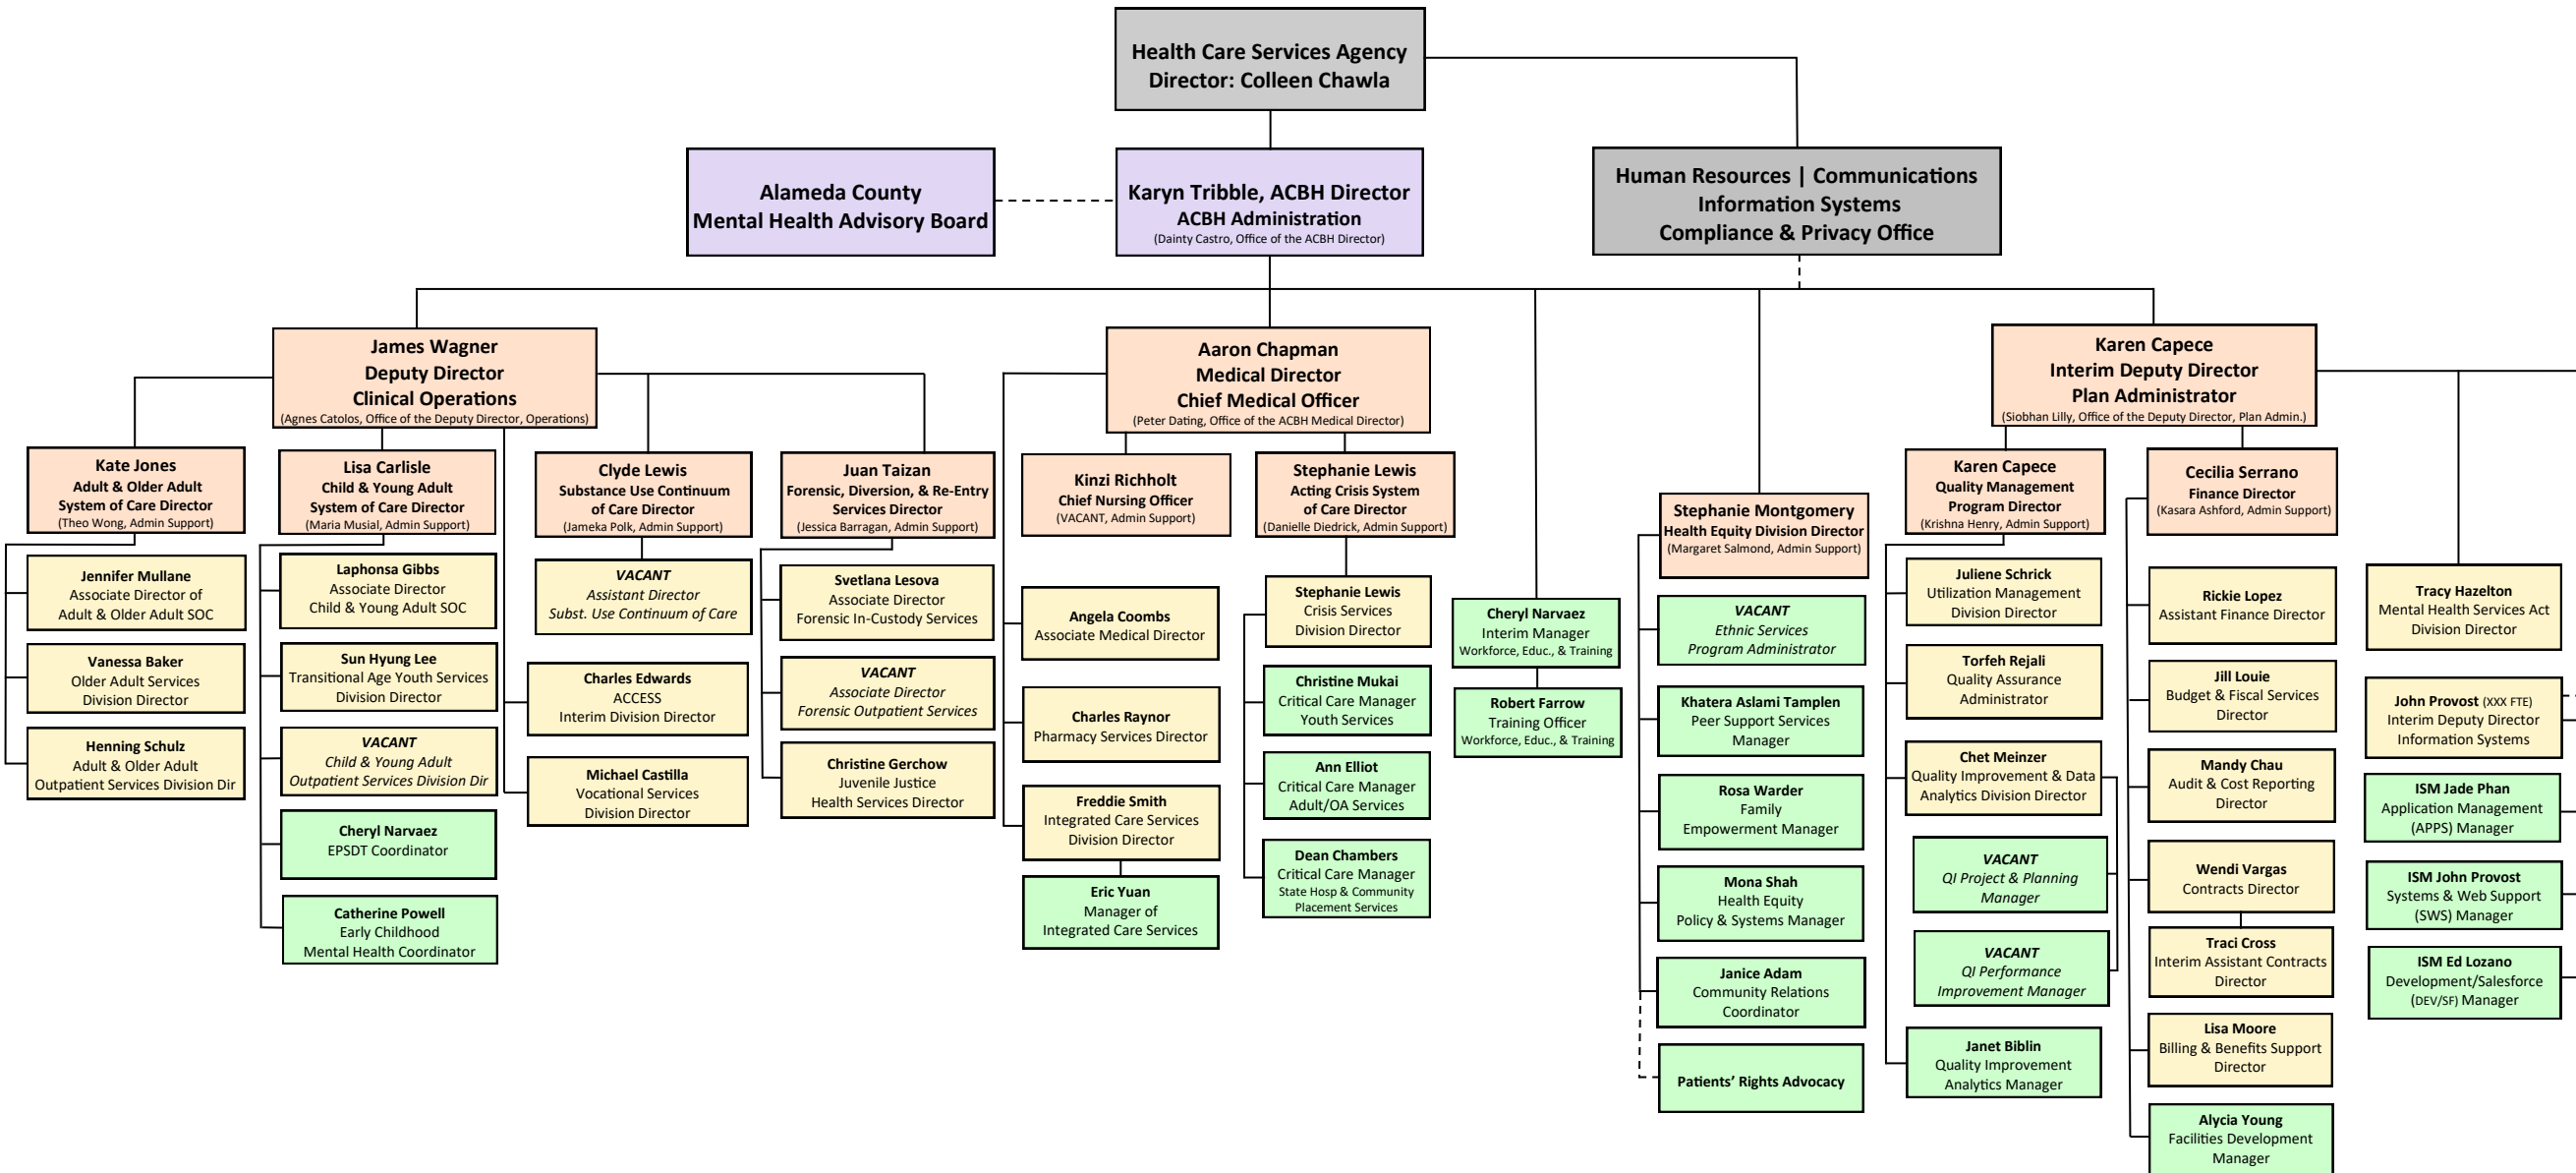 Health Care Services Agency
Director: Colleen Chawla
Alameda County
Mental Health Advisory Board
Karyn Tribble, ACBH Director
ACBH Administration
(Dainty Castro, Office of the ACBH Director)
Human Resources | Communications
Information Systems
Compliance & Privacy Office
James Wagner
Deputy Director
Clinical Operations
(Agnes Catolos, Office of the Deputy Director, Operations)
Aaron Chapman
Medical Director
Chief Medical Officer
(Peter Dating, Office of the ACBH Medical Director)
Karen Capece
Interim Deputy Director
Plan Administrator
(Siobhan Lilly, Office of the Deputy Director, Plan Admin.)
Kate Jones
Adult & Older Adult
System of Care Director
(Theo Wong, Admin Support)
Jennifer Mullane
Associate Director of
Adult & Older Adult SOC
Vanessa Baker
Older Adult Services
Division Director
Henning Schulz
Adult & Older Adult
Outpatient Services Division Dir
Lisa Carlisle
Child & Young Adult
System of Care Director
(Maria Musial, Admin Support)
Laphonsa Gibbs
Associate Director
Child & Young Adult SOC
Sun Hyung Lee
Transitional Age Youth Services
Division Director
VACANT
Child & Young Adult
Outpatient Services Division Dir
Cheryl Narvaez
EPSDT Coordinator
Catherine Powell
Early Childhood
Mental Health Coordinator
Clyde Lewis
Substance Use Continuum
of Care Director
(Jameka Polk, Admin Support)
VACANT
Assistant Director
Subst. Use Continuum of Care
Charles Edwards
ACCESS
Interim Division Director
Michael Castilla
Vocational Services
Division Director
Juan Taizan
Forensic, Diversion, & Re-Entry
Services Director
(Jessica Barragan, Admin Support)
Svetlana Lesova
Associate Director
Forensic In-Custody Services
VACANT
Associate Director
Forensic Outpatient Services
Christine Gerchow
Juvenile Justice
Health Services Director
Kinzi Richholt
Chief Nursing Officer
(VACANT, Admin Support)
Angela Coombs
Associate Medical Director
Charles Raynor
Pharmacy Services Director
Freddie Smith
Integrated Care Services
Division Director
Eric Yuan
Manager of
Integrated Care Services
Stephanie Lewis
Acting Crisis System
of Care Director
(Danielle Diedrick, Admin Support)
Stephanie Lewis
Crisis Services
Division Director
Christine Mukai
Critical Care Manager
Youth Services
Ann Elliot
Critical Care Manager
Adult/OA Services
Dean Chambers
Critical Care Manager
State Hosp & Community
Placement Services
Cheryl Narvaez
Interim Manager
Workforce, Educ., & Training
Robert Farrow
Training Officer
Workforce, Educ., & Training
Stephanie Montgomery
Health Equity Division Director
(Margaret Salmond, Admin Support)
VACANT
Ethnic Services
Program Administrator
Khatera Aslami Tamplen
Peer Support Services
Manager
Rosa Warder
Family
Empowerment Manager
Mona Shah
Health Equity
Policy & Systems Manager
Janice Adam
Community Relations
Coordinator
Patients’ Rights Advocacy
Karen Capece
Quality Management
Program Director
(Krishna Henry, Admin Support)
Juliene Schrick
Utilization Management
Division Director
Torfeh Rejali
Quality Assurance
Administrator
Chet Meinzer
Quality Improvement & Data
Analytics Division Director
VACANT
QI Project & Planning
Manager
VACANT
QI Performance
Improvement Manager
Janet Biblin
Quality Improvement
Analytics Manager
Cecilia Serrano
Finance Director
(Kasara Ashford, Admin Support)
Rickie Lopez
Assistant Finance Director
Jill Louie
Budget & Fiscal Services
Director
Mandy Chau
Audit & Cost Reporting
Director
Wendi Vargas
Contracts Director
Traci Cross
Interim Assistant Contracts
Director
Lisa Moore
Billing & Benefits Support
Director
Alycia Young
Facilities Development
Manager
Tracy Hazelton
Mental Health Services Act
Division Director
John Provost (XXX FTE)
Interim Deputy Director
Information Systems
ISM Jade Phan
Application Management
(APPS) Manager
ISM John Provost
Systems & Web Support
(SWS) Manager
ISM Ed Lozano
Development/Salesforce
(DEV/SF) Manager